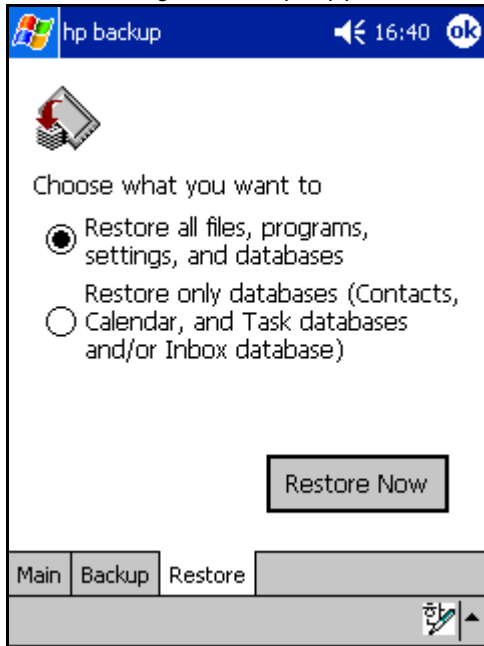 hp backup 16:40 ok
Choose what you want to
Restore all files, programs,
settings, and databases
Restore only databases (Contacts,
Calendar, and Task databases
and/or Inbox database)
Restore Now
Main Backup Restore